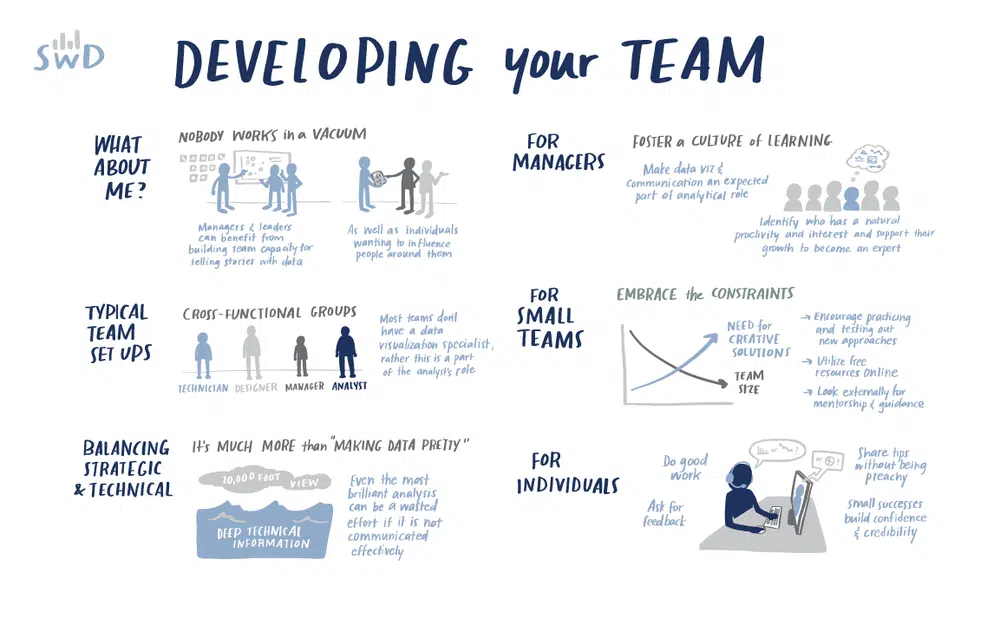 SWD
DEVELOPING your TEAM
WHAT
ABOUT
ME?
NOBODY WORKS in a VACUUM
Managers & leaders
can benefit from
building team capacity for
telling stories with data
As well as individuals
wanting to influence
people around them
TYPICAL
TEAM
SET UPS
CROSS-FUNCTIONAL GROUPS
TECHNICIAN DESIGNER MANAGER ANALYST
Most teams don't
have a data
visualization specialist,
rather this is a part
of the analyst's role
BALANCING
STRATEGIC
& TECHNICAL
It's MUCH MORE than "MAKING DATA PRETTY"
10,000 FOOT VIEW
DEEP TECHNICAL
INFORMATION
Even the most
brilliant analysis
can be a wasted
effort if it is not
communicated
effectively
FOR
MANAGERS
FOSTER a CULTURE of LEARNING
Make data viz &
communication an expected
part of analytical role
Identify who has a natural
proclivity and interest and support their
growth to become an expert
FOR
SMALL
TEAMS
EMBRACE the CONSTRAINTS
NEED for
CREATIVE
SOLUTIONS
TEAM
SIZE
→ Encourage practicing
and testing out
new approaches
→ Utilize free
resources online
→ Look externally for
mentorship & guidance
FOR
INDIVIDUALS
Do good
work
Ask for
feedback
or ?
or
Share tips
without being
preachy
Small successes
build confidence
& credibility